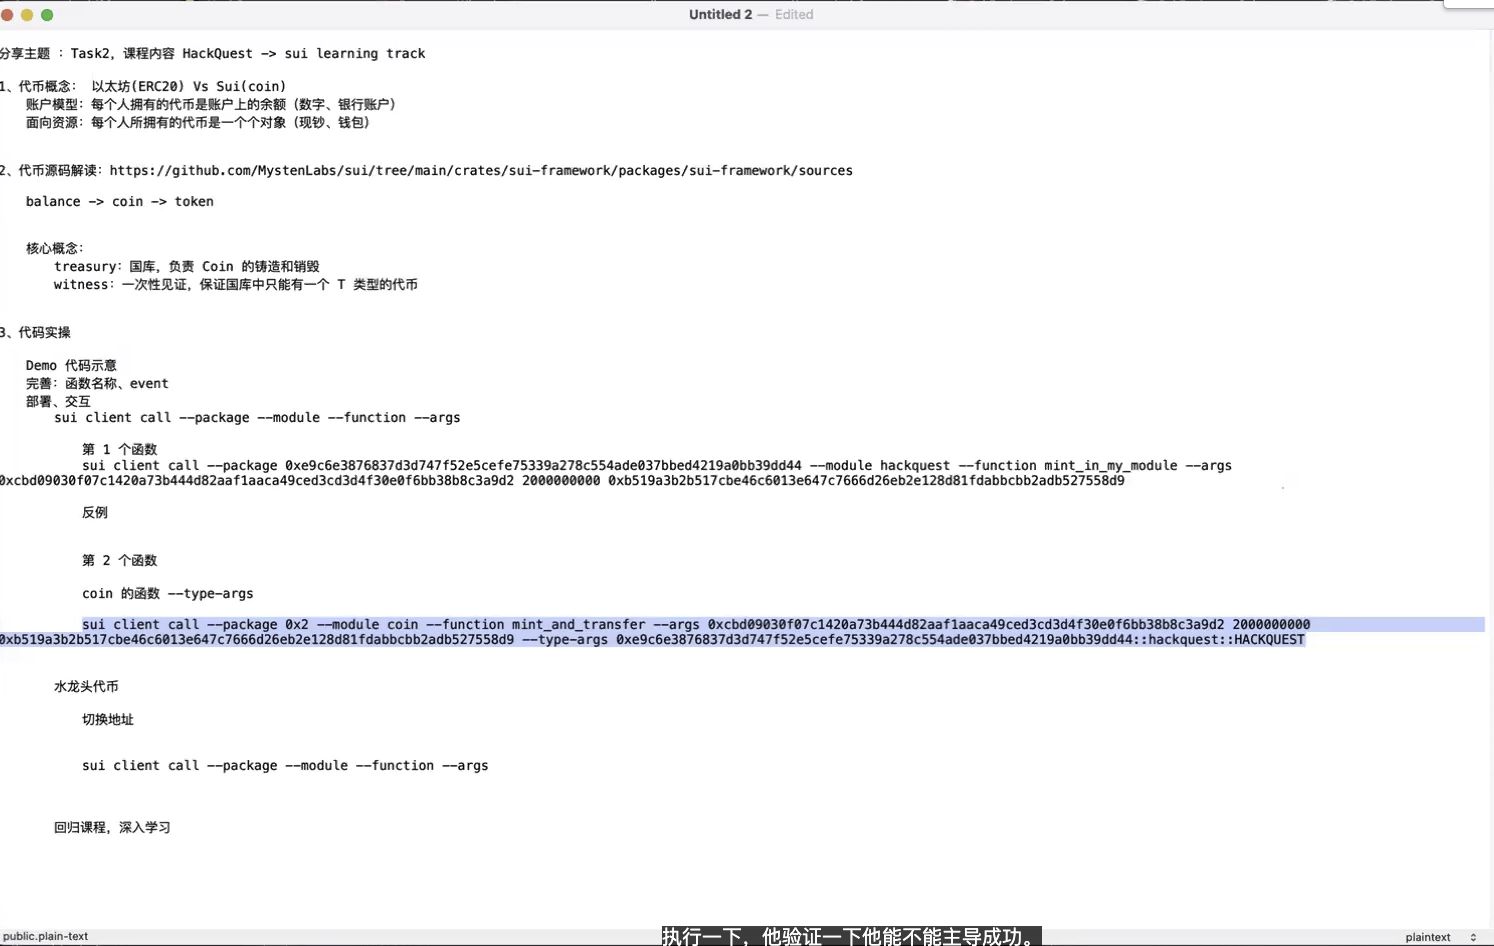 Untitled 2 — Edited
分享主题 : Task2, 课程内容 HackQuest -> sui learning track
1、代币概念: 以太坊(ERC20) Vs Sui(coin)
账户模型: 每个人拥有的代币是账户上的余额 (数字、银行账户)
面向资源: 每个人所拥有的代币是一个个对象 (现钞、钱包)
2、代币源码解读: https://github.com/MystenLabs/sui/tree/main/crates/sui-framework/packages/sui-framework/sources
balance -> coin -> token
核心概念:
treasury: 国库, 负责 Coin 的铸造和销毁
witness: 一次性见证, 保证国库中只能有一个 T 类型的代币
3、代码实操
Demo 代码示意
完善: 函数名称、event
部署、交互
sui client call --package --module --function --args
第 1 个函数
sui client call --package 0xe9c6e3876837d3d747f52e5cefe75339a278c554ade037bbed4219a0bb39dd44 --module hackquest --function mint_in_my_module --args
0xcbd09030f07c1420a73b444d82aaf1aaca49ced3cd3d4f30e0f6bb38b8c3a9d2 2000000000 0xb519a3b2b517cbe46c6013e647c7666d26eb2e128d81fdabbcbb2adb527558d9
反例
第 2 个函数
coin 的函数 --type-args
sui client call --package 0x2 --module coin --function mint_and_transfer --args 0xcbd09030f07c1420a73b444d82aaf1aaca49ced3cd3d4f30e0f6bb38b8c3a9d2 2000000000
0xb519a3b2b517cbe46c6013e647c7666d26eb2e128d81fdabbcbb2adb527558d9 --type-args 0xe9c6e3876837d3d747f52e5cefe75339a278c554ade037bbed4219a0bb39dd44::hackquest::HACKQUEST
水龙头代币
切换地址
sui client call --package --module --function --args
回归课程, 深入学习
public.plain-text
执行一下，他验证一下他能不能主导成功。
plaintext